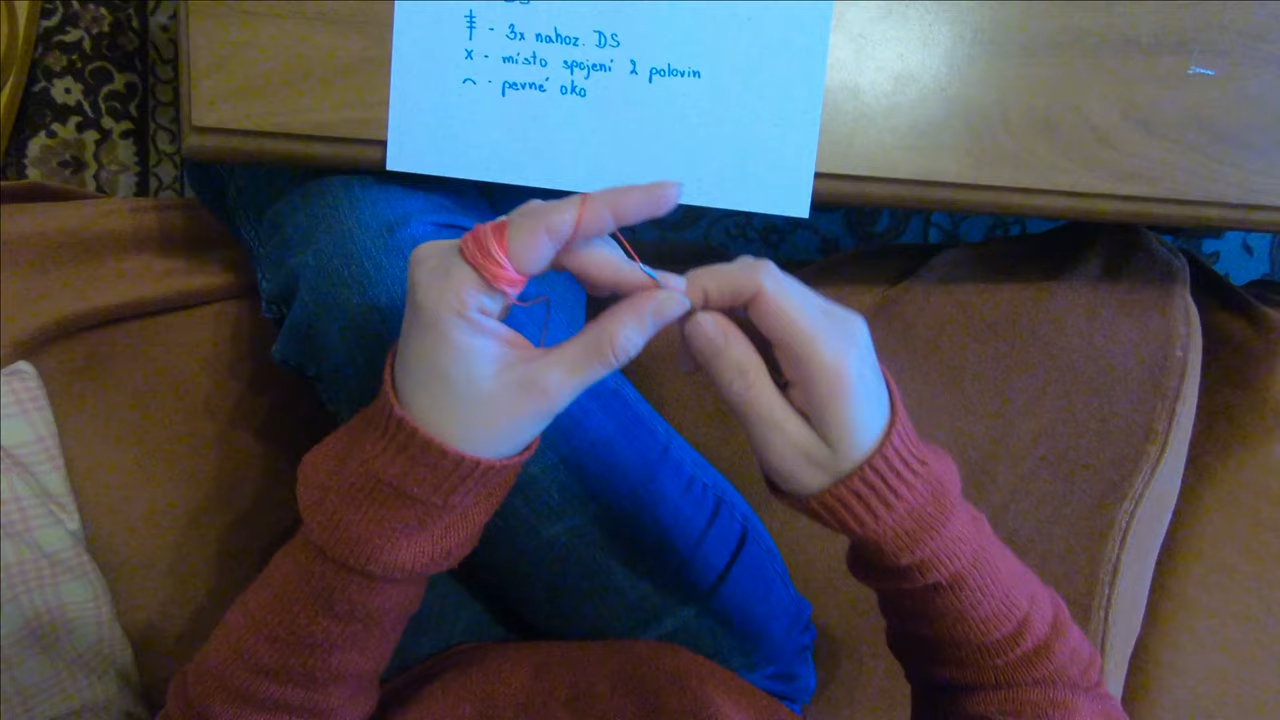 ‡ - 3x nahoz. DS
x - místo spojení 2 polovin
⌢ - pevné oko